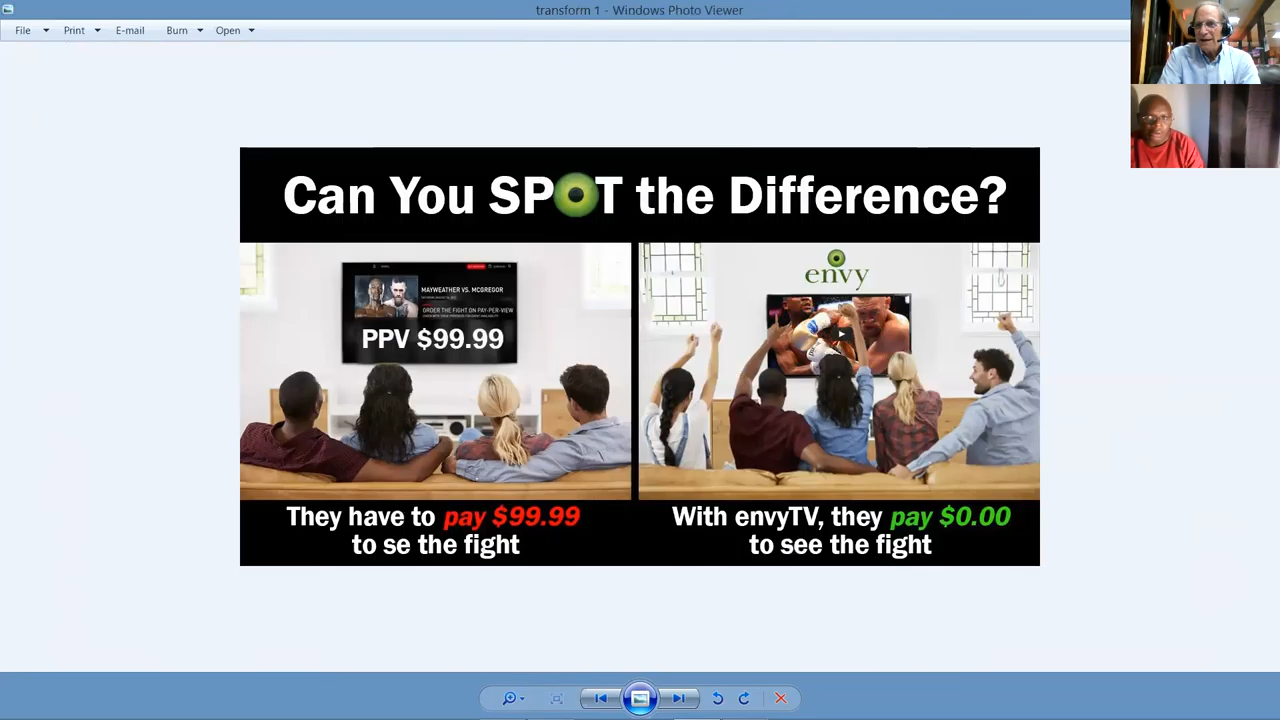 transform 1 - Windows Photo Viewer
File Print E-mail Burn Open
Can You SPOT the Difference?
MAYWEATHER VS. MCGREGOR
ORDER THE FIGHT ON PAY-PER-VIEW
PPV $99.99
envy
They have to pay $99.99
to se the fight
With envyTV, they pay $0.00
to see the fight